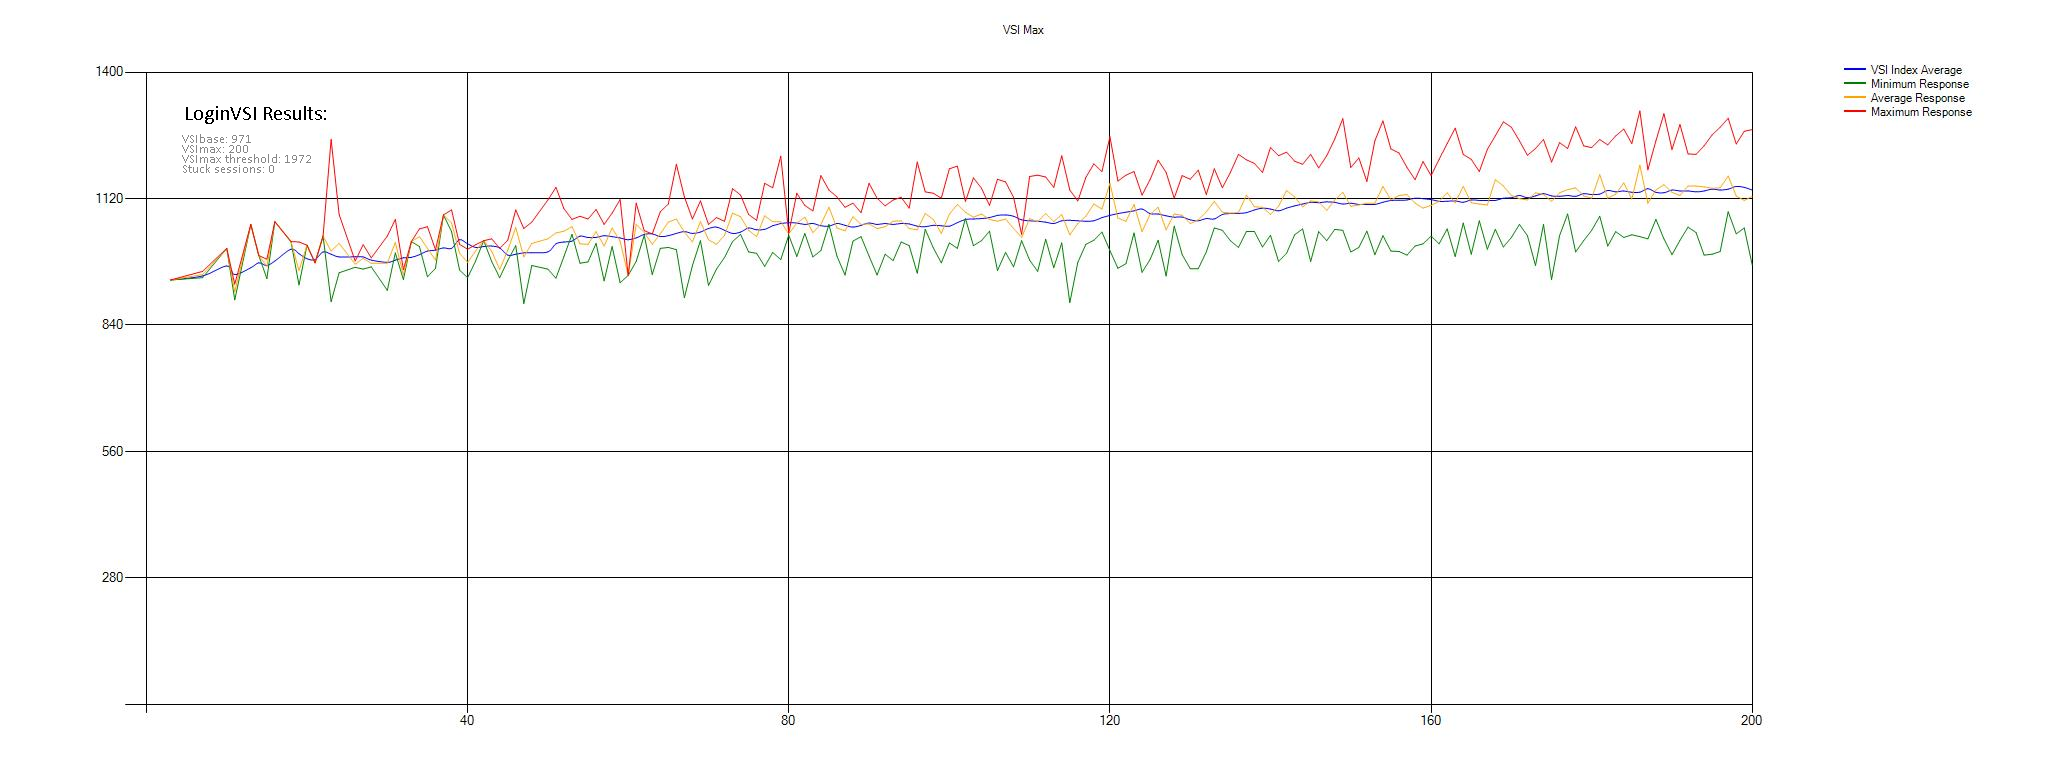 VSI Max
1400
1120
840
560
280
40
80
120
160
200
LoginVSI Results:
VSIbase: 971
VSImax: 200
VSImax threshold: 1972
Stuck sessions: 0
VSI Index Average
Minimum Response
Average Response
Maximum Response